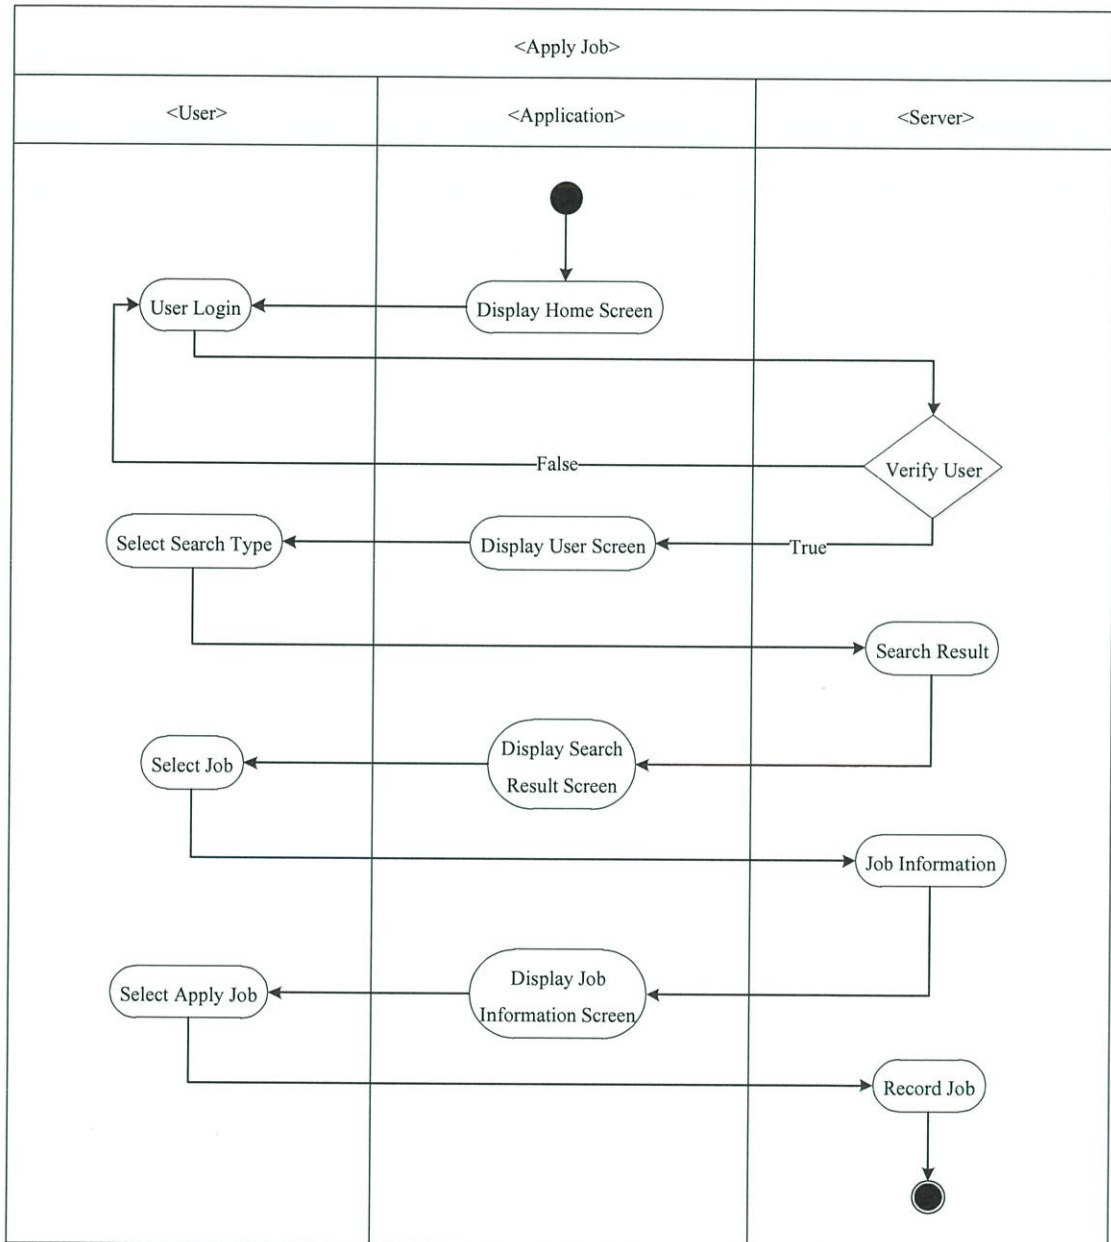 <Apply Job>
<User>
<Application>
<Server>
User Login
Display Home Screen
False
Verify User
Select Search Type
Display User Screen
True
Search Result
Select Job
Display Search
Result Screen
Job Information
Select Apply Job
Display Job
Information Screen
Record Job